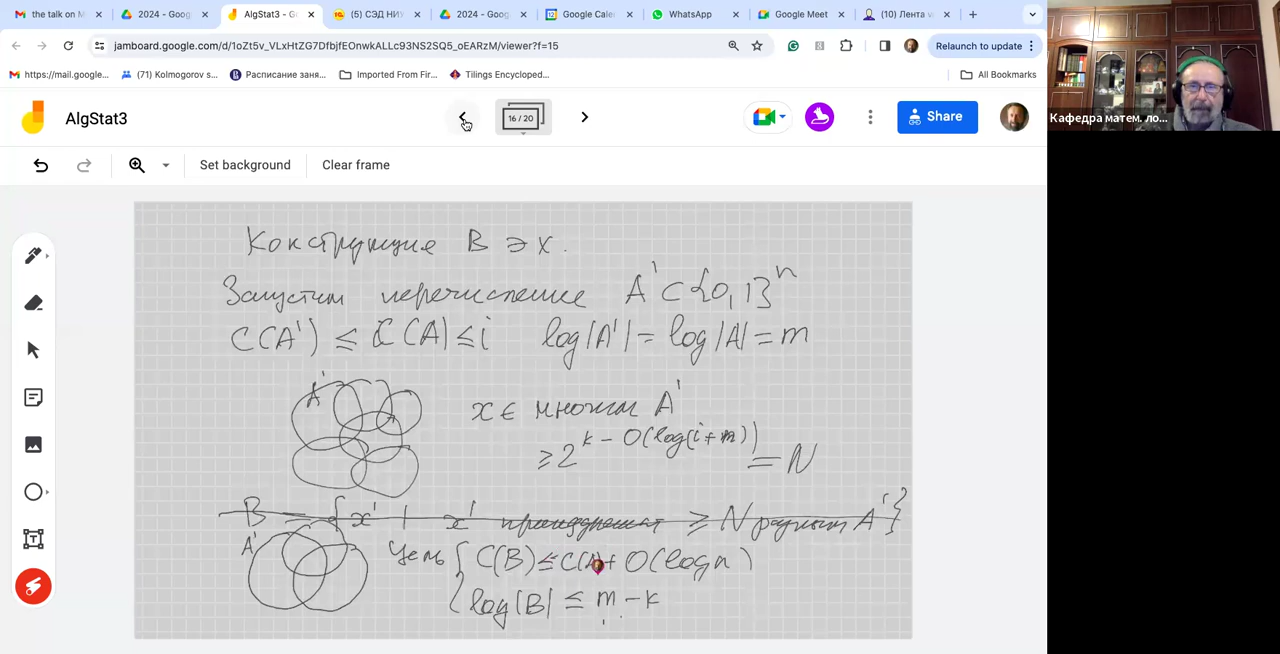 the talk on M
2024 - Goog
AlgStat3 - G
(5) СЭД НИУ
2024 - Goog
Google Cale
WhatsApp
Google Meet
(10) Лента
jamboard.google.com/d/1oZt5v_VLxHtZG7DfbjfEOnwkALLc93NS2SQ5_oEARzM/viewer?f=15
Relaunch to update
https://mail.google...
(71) Kolmogorov s...
Расписание заня...
Imported From Fir...
Tilings Encycloped...
All Bookmarks
Кафедра матем. ло...
AlgStat3
16 / 20
Share
Set background
Clear frame
Конструкция B ∋ x.
Запустим перечисление A' ⊂ {0,1}^n
C(A') ≤ C(A) ≤ i log|A'| = log|A| = m
A'
x ∈ многим A'
≥ 2^{k - O(log(i+m))} = N
B = {x' | x' принадлежит ≥ N разным A'}
A'
Цель { C(B) ≤ C(A) + O(log n)
log|B| ≤ m - k